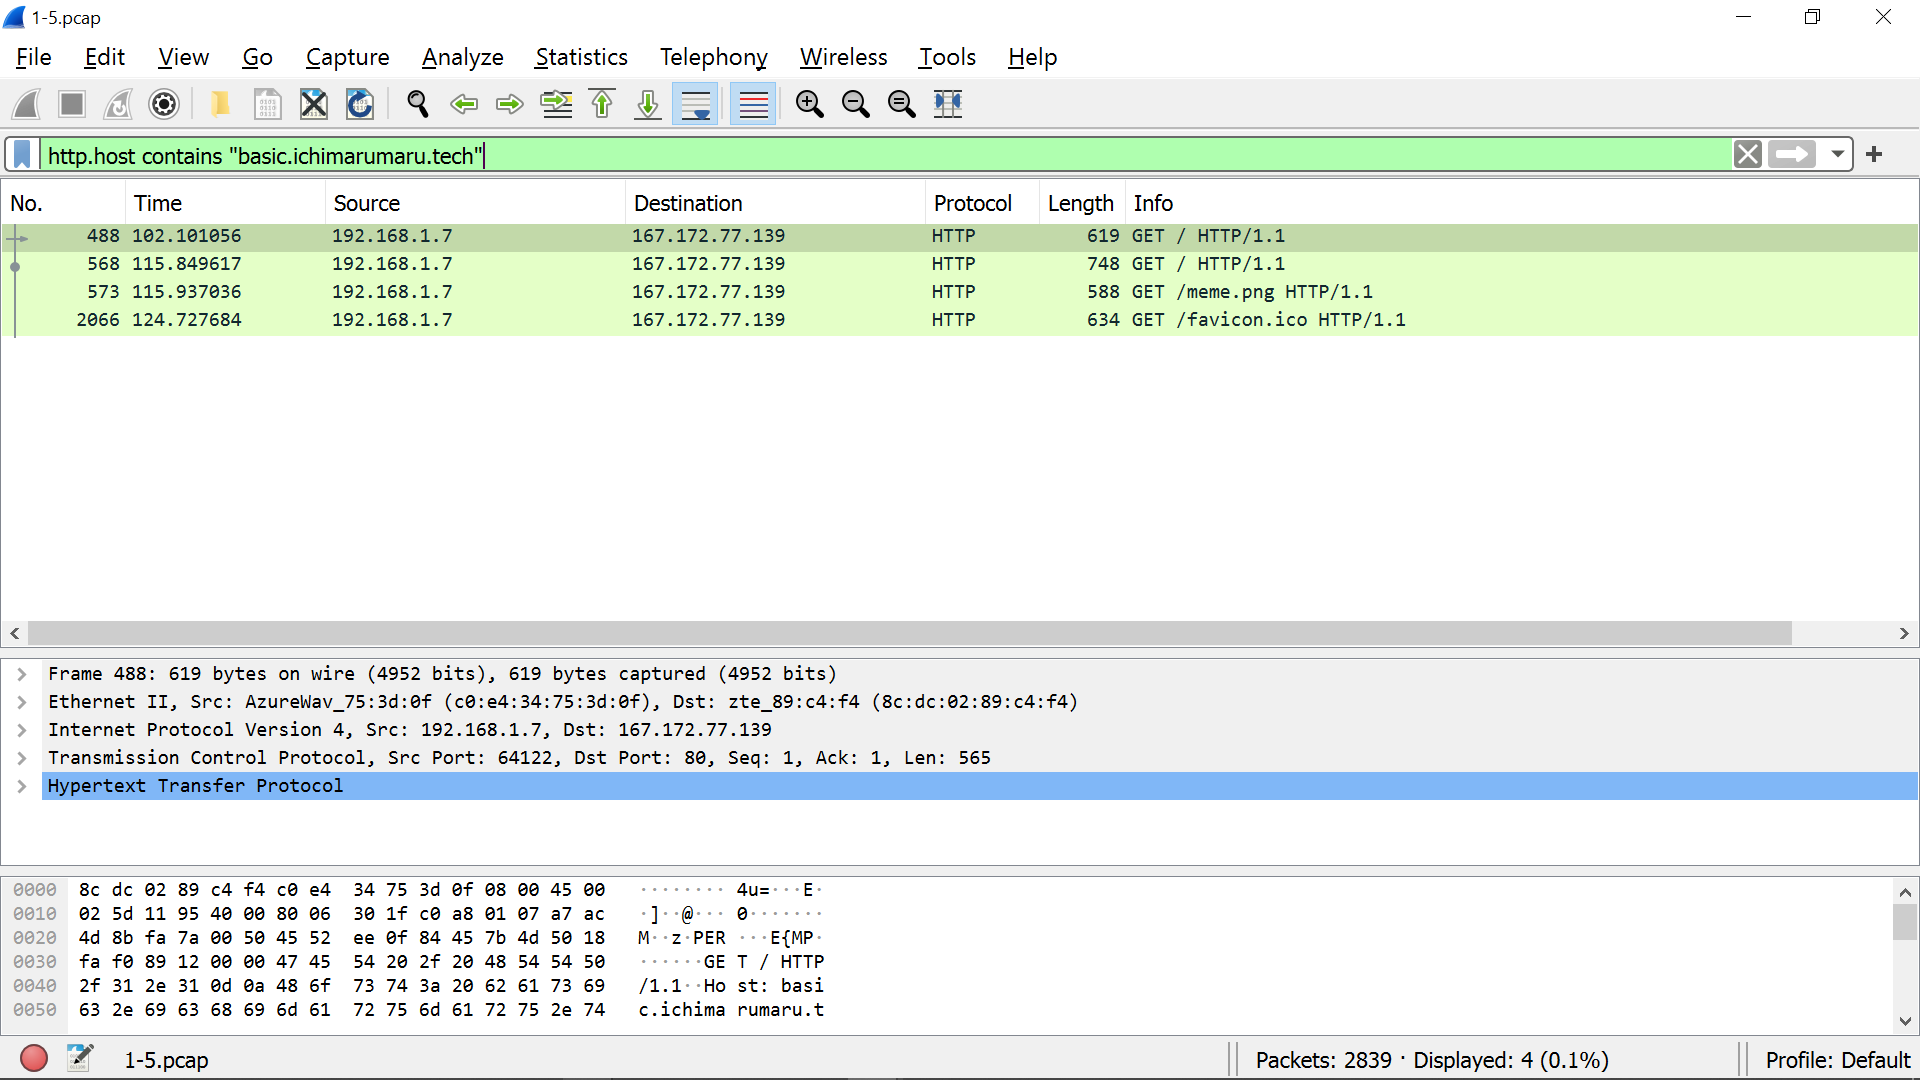 1-5.pcap
File Edit View Go Capture Analyze Statistics Telephony Wireless Tools Help
http.host contains "basic.ichimarumaru.tech"
No. Time Source Destination Protocol Length Info
488 102.101056 192.168.1.7 167.172.77.139 HTTP 619 GET / HTTP/1.1
568 115.849617 192.168.1.7 167.172.77.139 HTTP 748 GET / HTTP/1.1
573 115.937036 192.168.1.7 167.172.77.139 HTTP 588 GET /meme.png HTTP/1.1
2066 124.727684 192.168.1.7 167.172.77.139 HTTP 634 GET /favicon.ico HTTP/1.1
Frame 488: 619 bytes on wire (4952 bits), 619 bytes captured (4952 bits)
Ethernet II, Src: AzureWav_75:3d:0f (c0:e4:34:75:3d:0f), Dst: zte_89:c4:f4 (8c:dc:02:89:c4:f4)
Internet Protocol Version 4, Src: 192.168.1.7, Dst: 167.172.77.139
Transmission Control Protocol, Src Port: 64122, Dst Port: 80, Seq: 1, Ack: 1, Len: 565
Hypertext Transfer Protocol
0000 8c dc 02 89 c4 f4 c0 e4 34 75 3d 0f 08 00 45 00 ········ 4u=···E·
0010 02 5d 11 95 40 00 80 06 30 1f c0 a8 01 07 a7 ac ·]··@··· 0·······
0020 4d 8b fa 7a 00 50 45 52 ee 0f 84 45 7b 4d 50 18 M··z·PER ···E{MP·
0030 fa f0 89 12 00 00 47 45 54 20 2f 20 48 54 54 50 ······GE T / HTTP
0040 2f 31 2e 31 0d 0a 48 6f 73 74 3a 20 62 61 73 69 /1.1··Ho st: basi
0050 63 2e 69 63 68 69 6d 61 72 75 6d 61 72 75 2e 74 c.ichima rumaru.t
1-5.pcap Packets: 2839 · Displayed: 4 (0.1%) Profile: Default